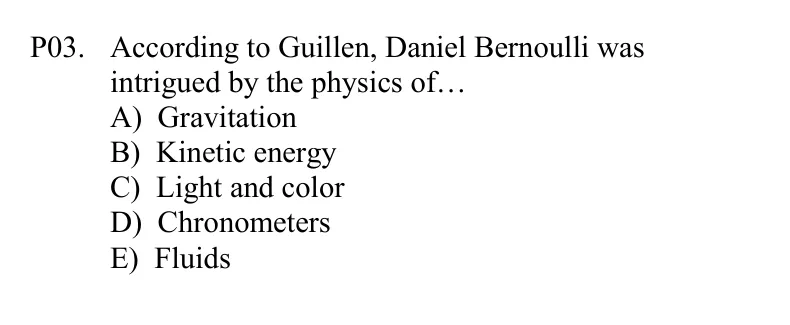 P03. According to Guillen, Daniel Bernoulli was
intrigued by the physics of…
A) Gravitation
B) Kinetic energy
C) Light and color
D) Chronometers
E) Fluids